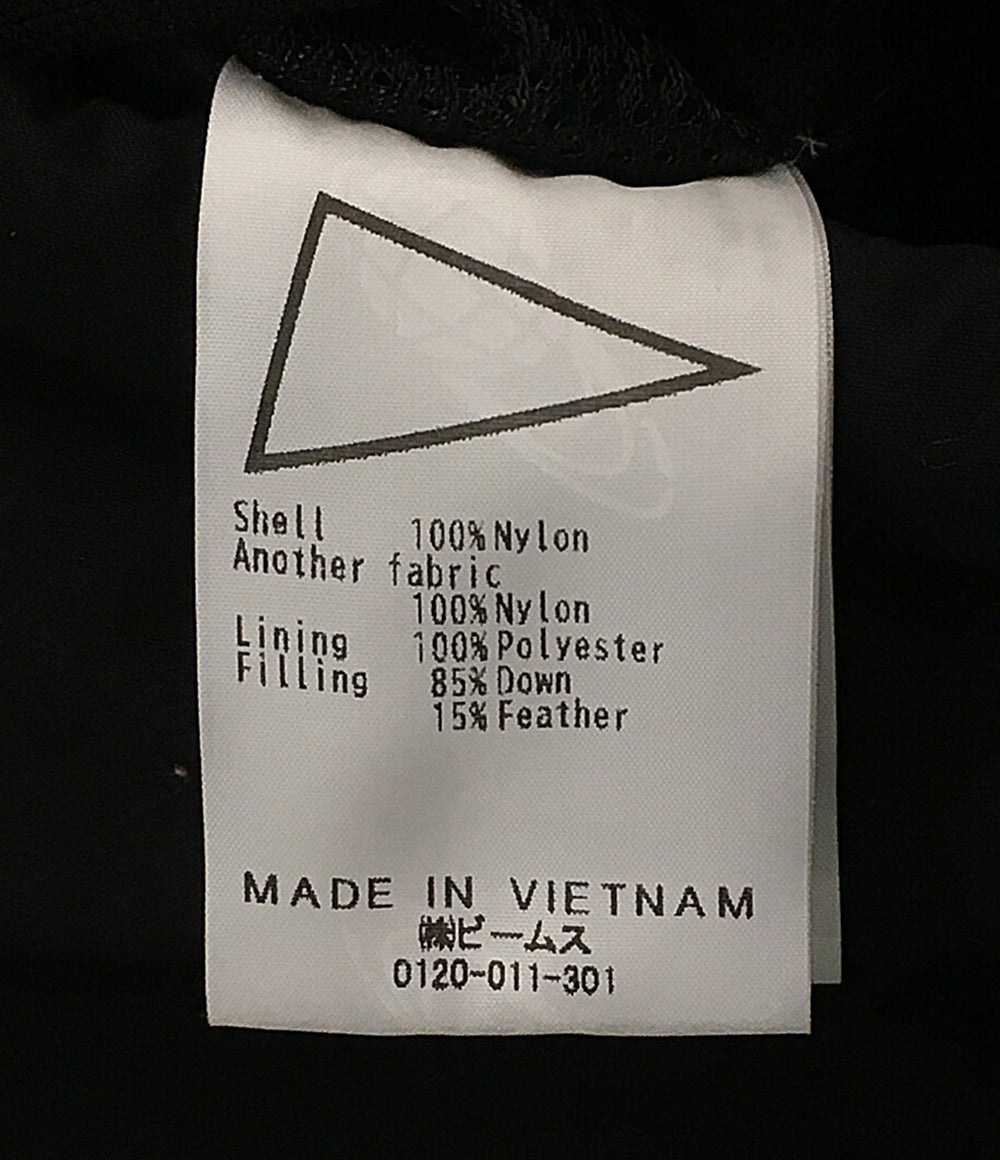 Shell 100% Nylon
Another fabric
100% Nylon
Lining 100% Polyester
Filling 85% Down
15% Feather
MADE IN VIETNAM
㈱ビームス
0120-011-301